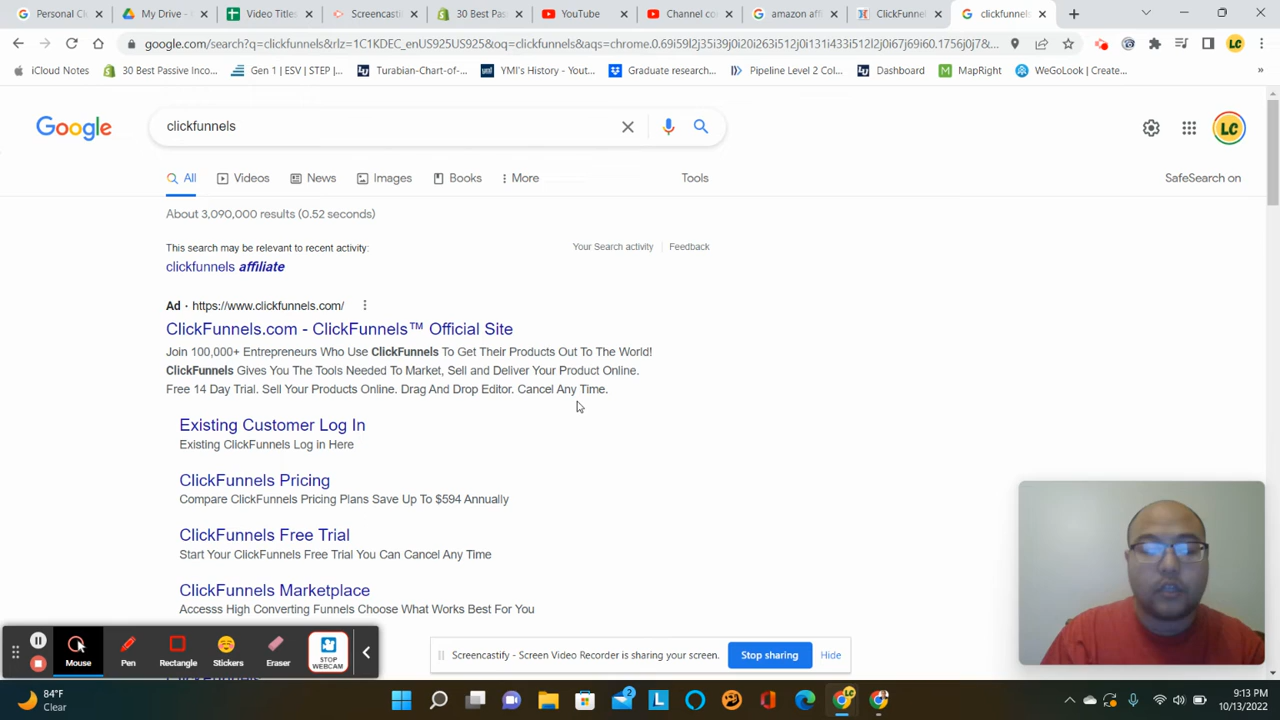 Personal Cl
My Drive -
Video Titles
Screencasti
30 Best Pas
YouTube
Channel co
amazon aff
ClickFunne
clickfunnels
google.com/search?q=clickfunnels&rlz=1C1KDEC_enUS925US925&oq=clickfunnels&aqs=chrome.0.69i59l2j35i39j0i20i263i512j0i131i433i512l2j0i67j69i60.1756j0j7&...
LC
iCloud Notes
30 Best Passive Inco...
Gen 1 | ESV | STEP |...
Turabian-Chart-of-...
YMI's History - Yout...
Graduate research...
Pipeline Level 2 Col...
Dashboard
MapRight
WeGoLook | Create...
»
Google
clickfunnels
LC
All
Videos
News
Images
Books
More
Tools
SafeSearch on
About 3,090,000 results (0.52 seconds)
This search may be relevant to recent activity:
Your Search activity
Feedback
clickfunnels affiliate
Ad · https://www.clickfunnels.com/
ClickFunnels.com - ClickFunnels™ Official Site
Join 100,000+ Entrepreneurs Who Use ClickFunnels To Get Their Products Out To The World!
ClickFunnels Gives You The Tools Needed To Market, Sell and Deliver Your Product Online.
Free 14 Day Trial. Sell Your Products Online. Drag And Drop Editor. Cancel Any Time.
Existing Customer Log In
Existing ClickFunnels Log in Here
ClickFunnels Pricing
Compare ClickFunnels Pricing Plans Save Up To $594 Annually
ClickFunnels Free Trial
Start Your ClickFunnels Free Trial You Can Cancel Any Time
ClickFunnels Marketplace
Accesss High Converting Funnels Choose What Works Best For You
Mouse
Pen
Rectangle
Stickers
Eraser
STOP
WEBCAM
Screencastify - Screen Video Recorder is sharing your screen.
Stop sharing
Hide
84°F
Clear
2
L
LC
9:13 PM
10/13/2022